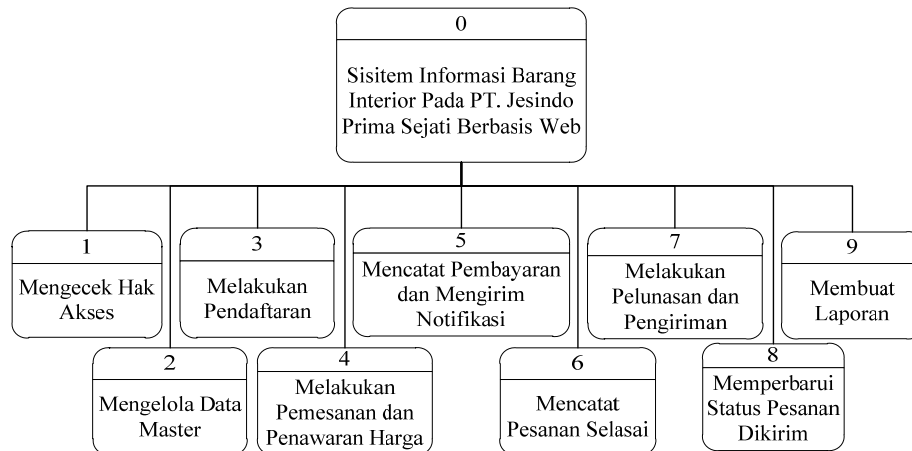 0
Sisitem Informasi Barang
Interior Pada PT. Jesindo
Prima Sejati Berbasis Web
1
Mengecek Hak
Akses
2
Mengelola Data
Master
3
Melakukan
Pendaftaran
4
Melakukan
Pemesanan dan
Penawaran Harga
5
Mencatat Pembayaran
dan Mengirim
Notifikasi
6
Mencatat
Pesanan Selasai
7
Melakukan
Pelunasan dan
Pengiriman
8
Memperbarui
Status Pesanan
Dikirim
9
Membuat
Laporan